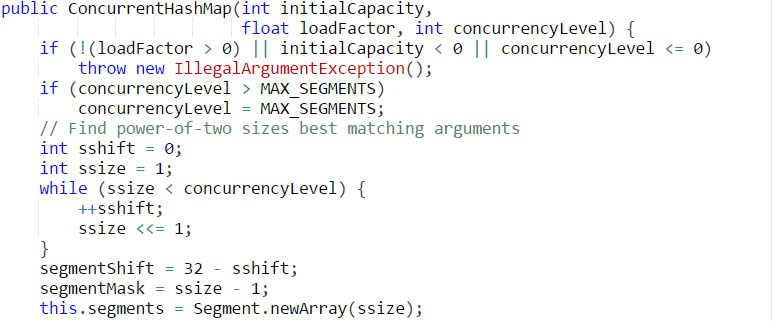 public ConcurrentHashMap(int initialCapacity,
                         float loadFactor, int concurrencyLevel) {
    if (!(loadFactor > 0) || initialCapacity < 0 || concurrencyLevel <= 0)
        throw new IllegalArgumentException();
    if (concurrencyLevel > MAX_SEGMENTS)
        concurrencyLevel = MAX_SEGMENTS;
    // Find power-of-two sizes best matching arguments
    int sshift = 0;
    int ssize = 1;
    while (ssize < concurrencyLevel) {
        ++sshift;
        ssize <<= 1;
    }
    segmentShift = 32 - sshift;
    segmentMask = ssize - 1;
    this.segments = Segment.newArray(ssize);